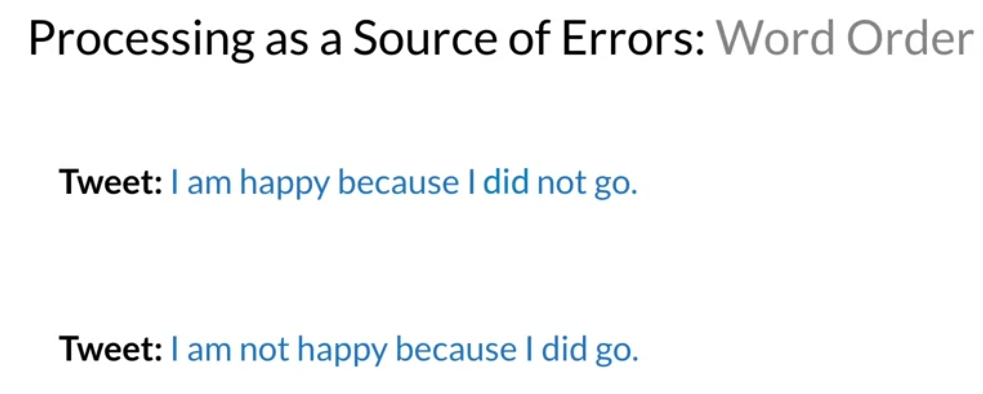 Processing as a Source of Errors: Word Order
Tweet: I am happy because I did not go.
Tweet: I am not happy because I did go.